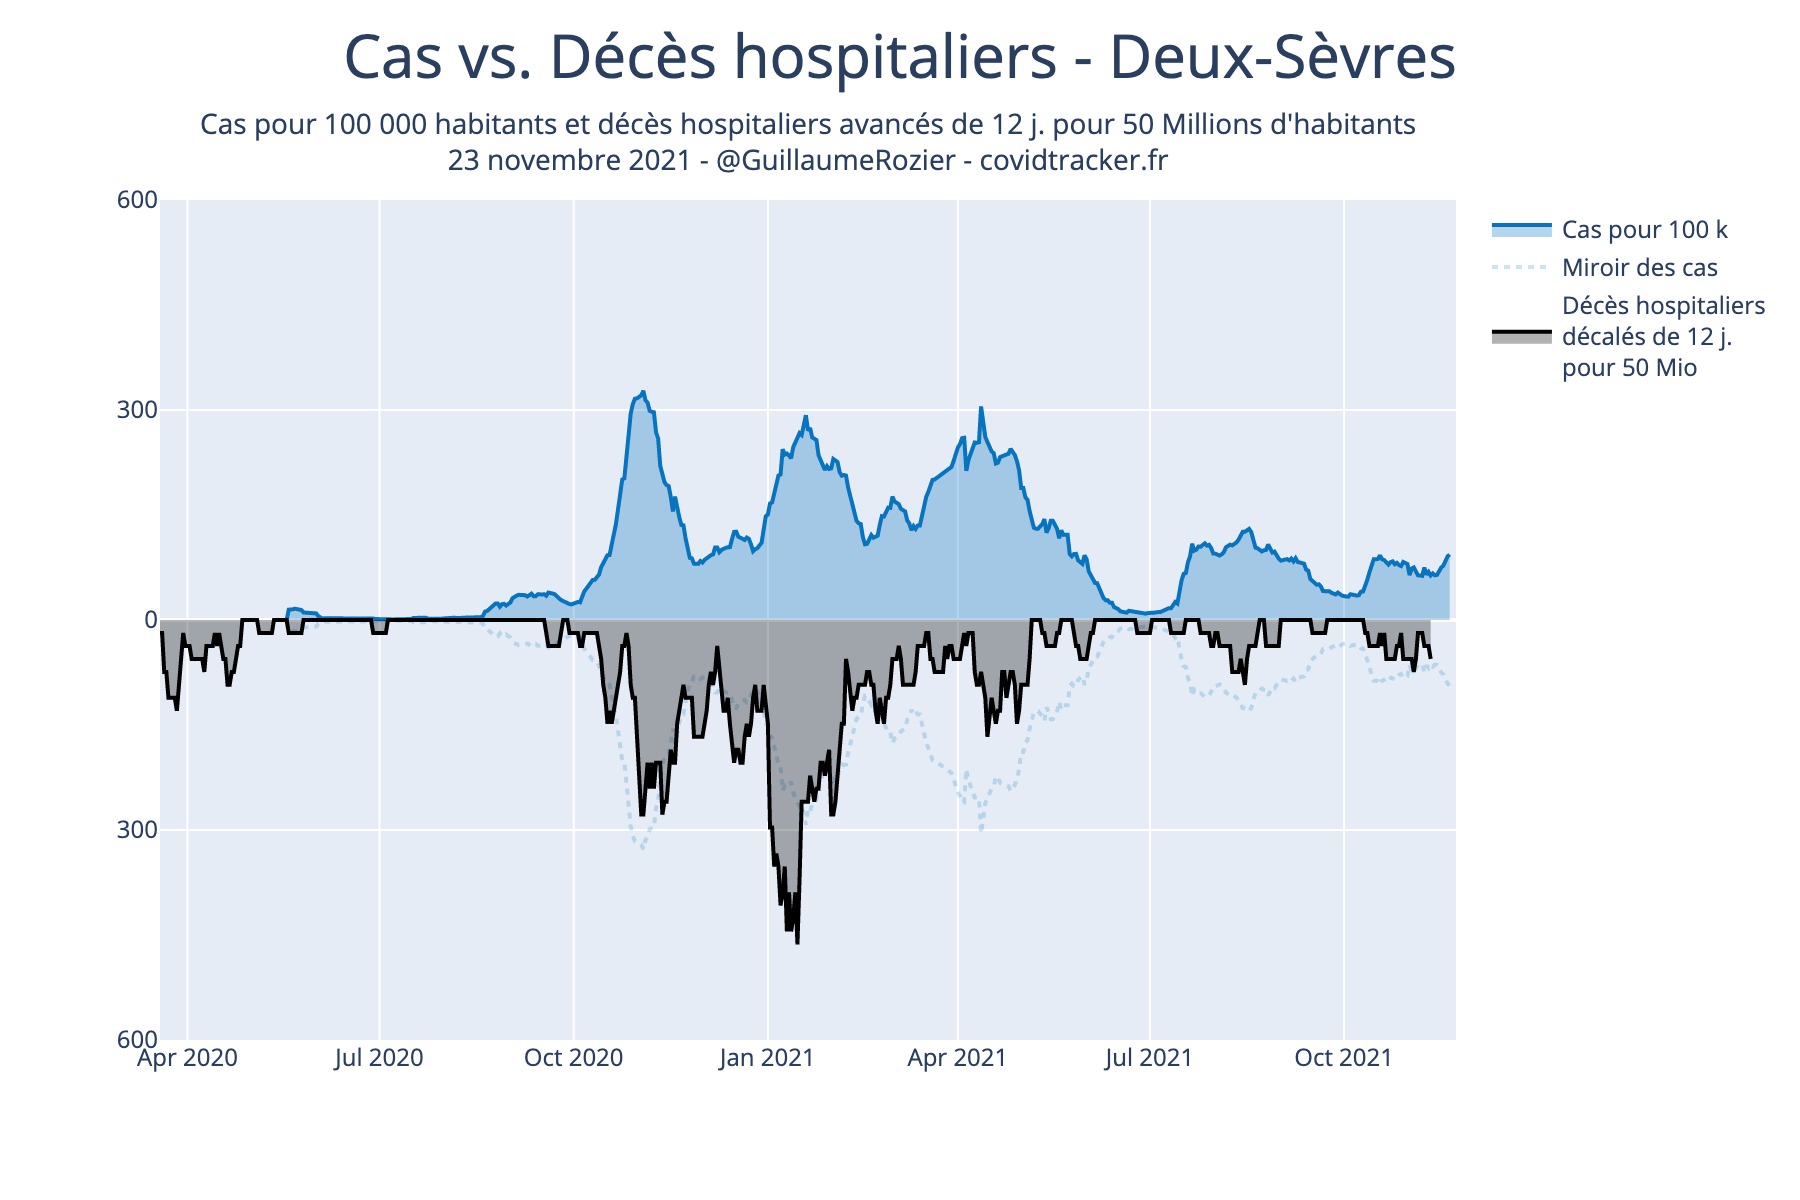 Cas vs. Décès hospitaliers - Deux-Sèvres
Cas pour 100 000 habitants et décès hospitaliers avancés de 12 j. pour 50 Millions d'habitants
23 novembre 2021 - @GuillaumeRozier - covidtracker.fr
600
300
0
300
600
Apr 2020
Jul 2020
Oct 2020
Jan 2021
Apr 2021
Jul 2021
Oct 2021
Cas pour 100 k
Miroir des cas
Décès hospitaliers
décalés de 12 j.
pour 50 Mio